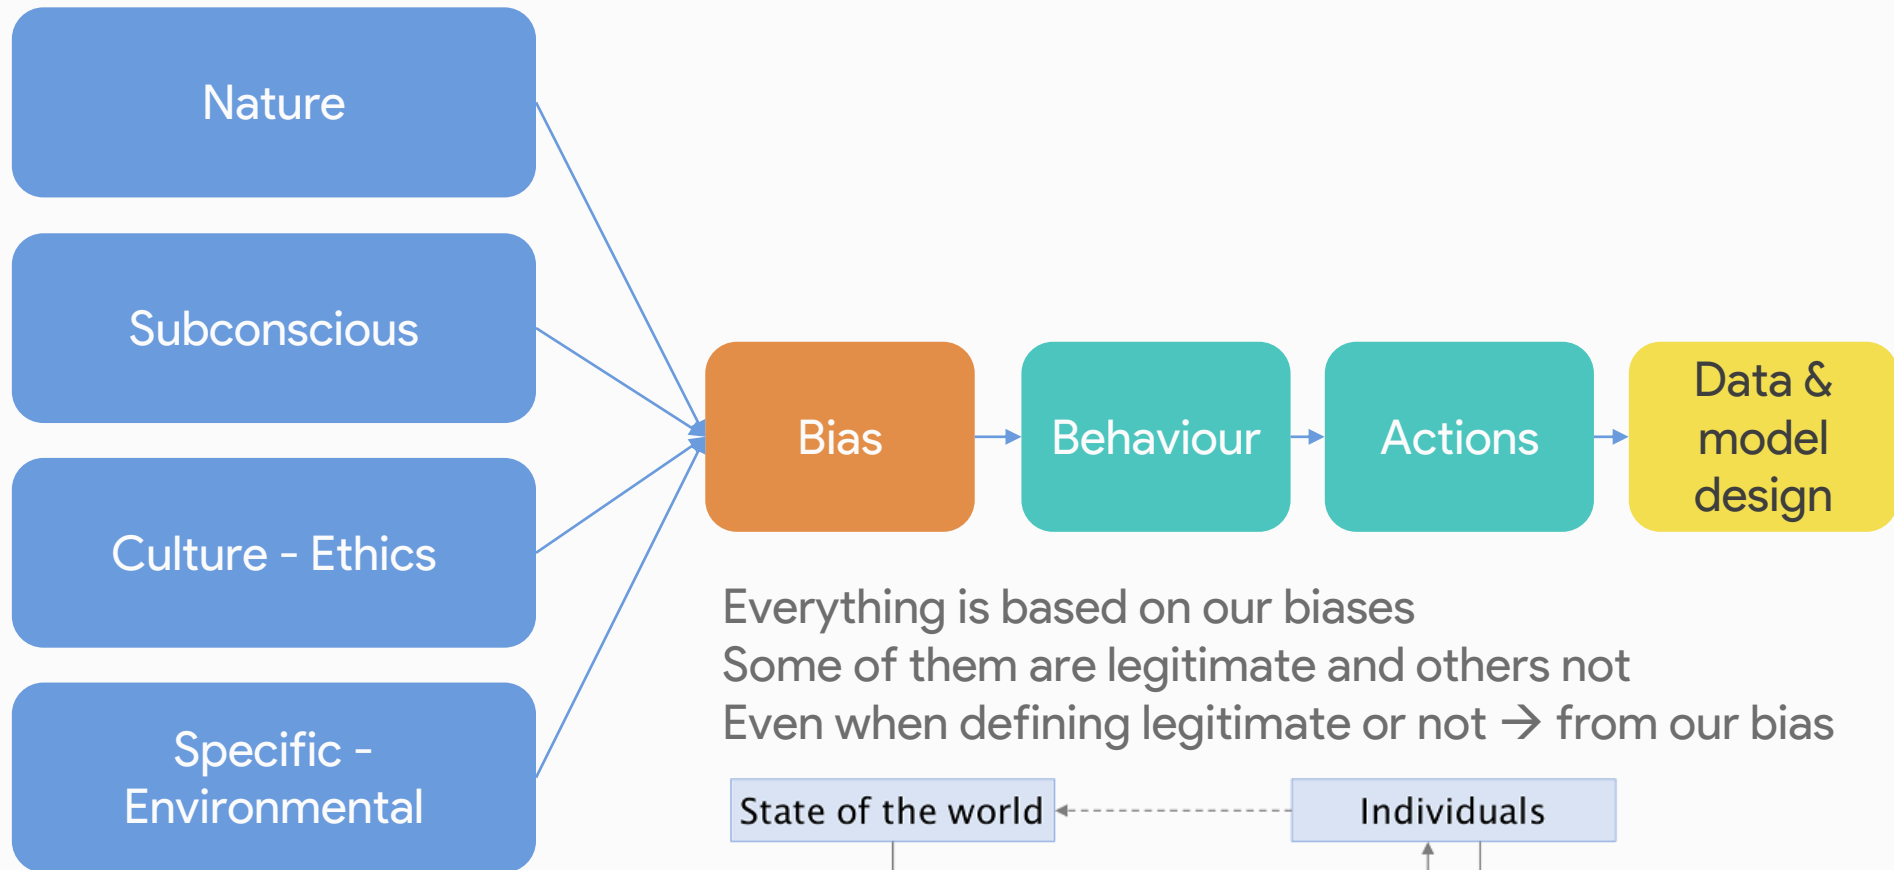 Nature
Subconscious
Culture - Ethics
Specific -
Environmental
Bias
Behaviour
Actions
Data &
model
design
Everything is based on our biases
Some of them are legitimate and others not
Even when defining legitimate or not → from our bias
State of the world
Individuals